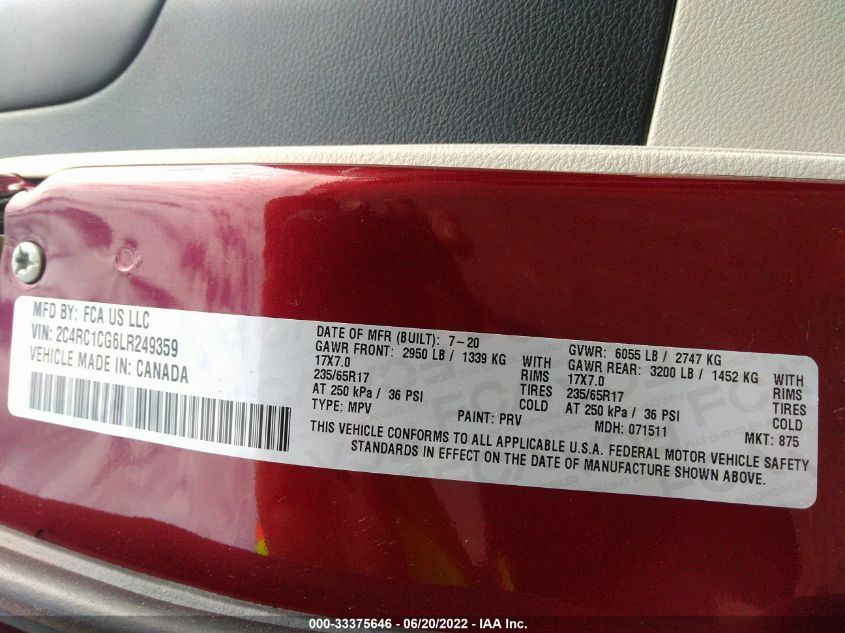 MFD BY: FCA US LLC
VIN: 2C4RC1CG6LR249359
VEHICLE MADE IN: CANADA
DATE OF MFR (BUILT): 7-20
GVWR: 6055 LB / 2747 KG
GAWR FRONT: 2950 LB / 1339 KG WITH
GAWR REAR: 3200 LB / 1452 KG WITH
17X7.0 RIMS
17X7.0 RIMS
235/65R17 TIRES
235/65R17 TIRES
AT 250 kPa / 36 PSI COLD
AT 250 kPa / 36 PSI COLD
TYPE: MPV
PAINT: PRV
MDH: 071511
MKT: 875
THIS VEHICLE CONFORMS TO ALL APPLICABLE U.S.A. FEDERAL MOTOR VEHICLE SAFETY
STANDARDS IN EFFECT ON THE DATE OF MANUFACTURE SHOWN ABOVE.
000-33375646 - 06/20/2022 - IAA Inc.